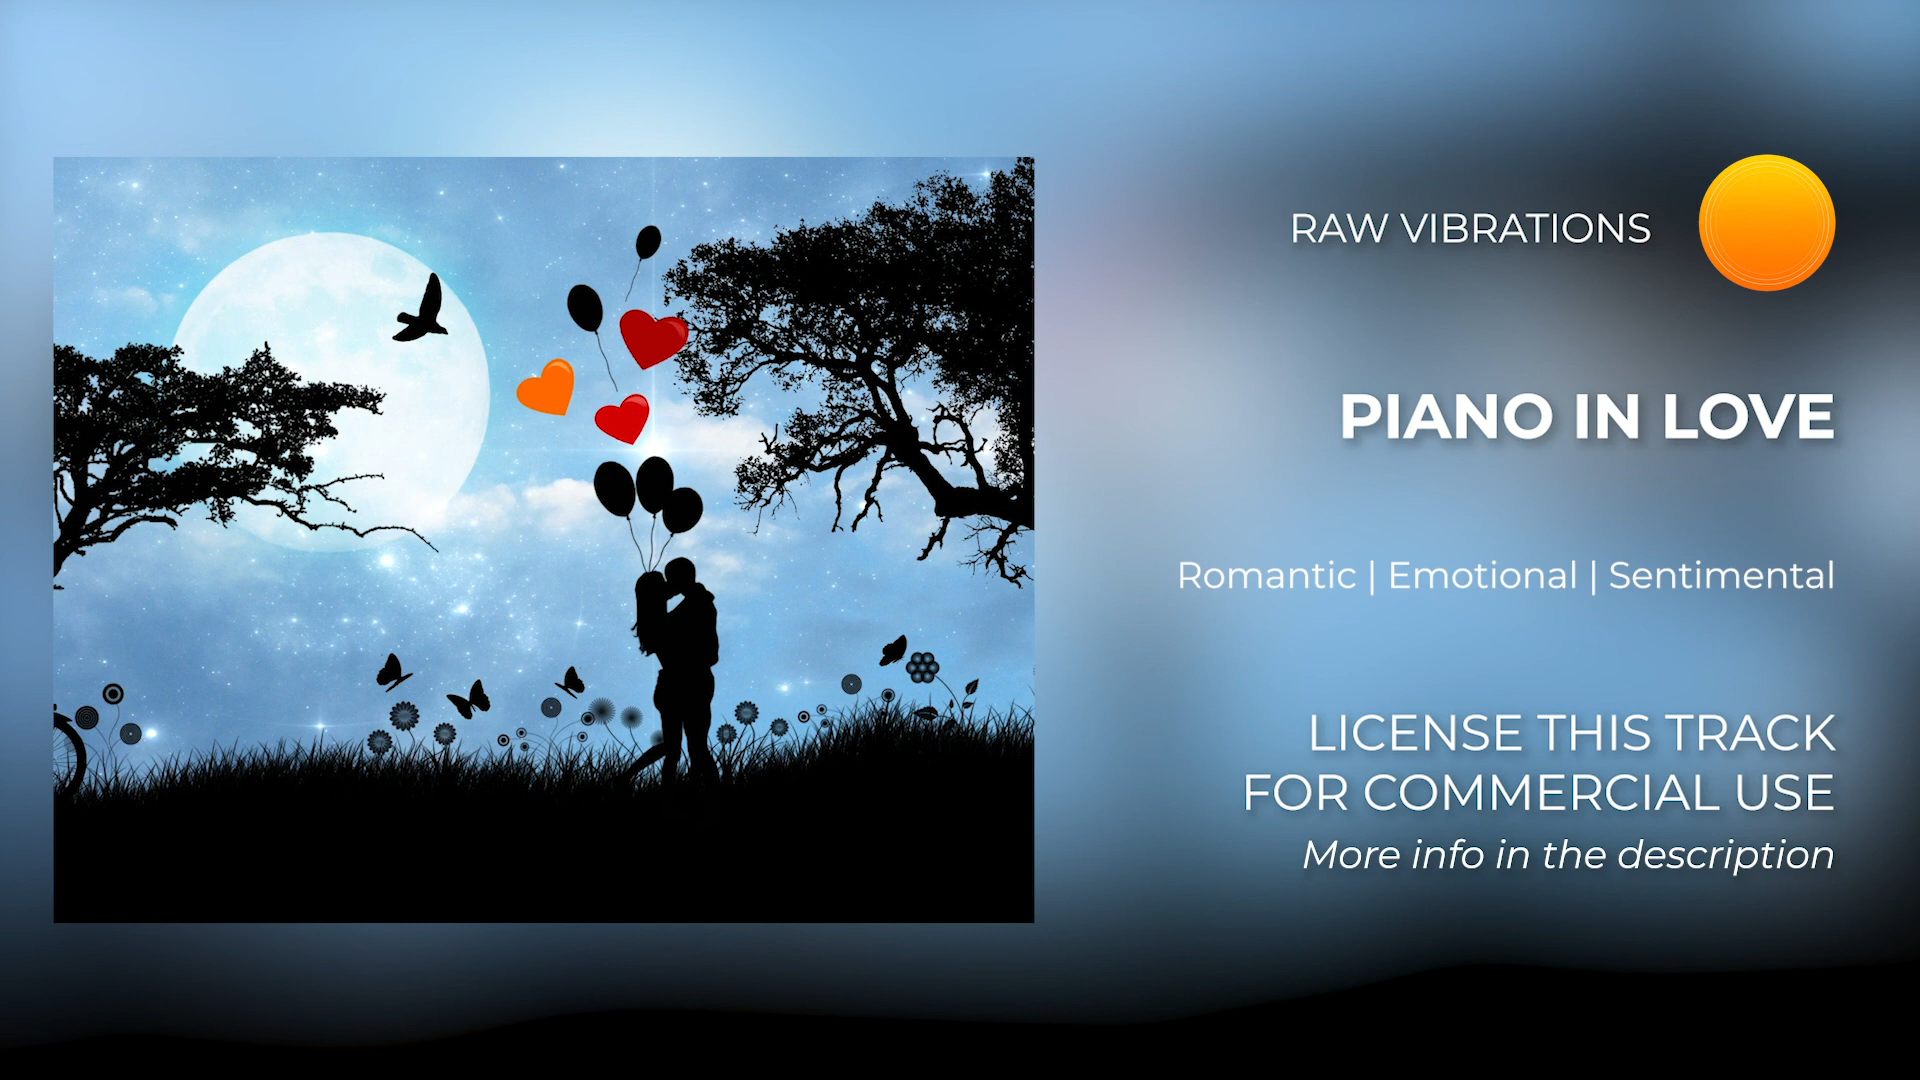 RAW VIBRATIONS
PIANO IN LOVE
Romantic | Emotional | Sentimental
LICENSE THIS TRACK
FOR COMMERCIAL USE
More info in the description